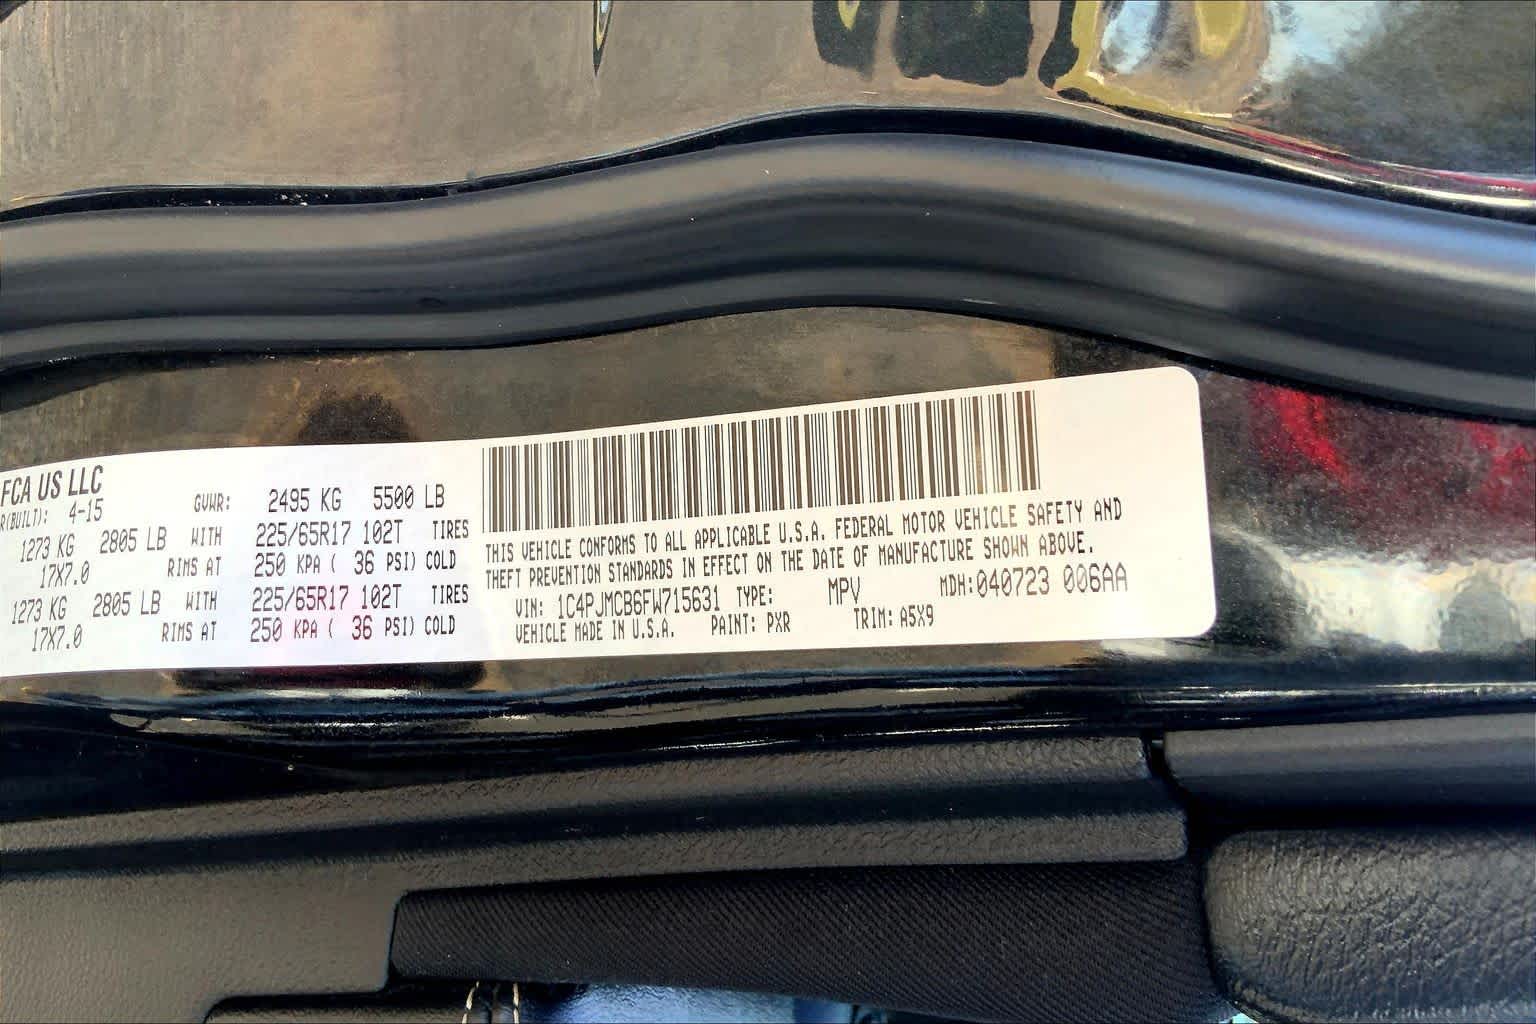 FCA US LLC
R(BUILT): 4-15 GVWR: 2495 KG 5500 LB
1273 KG 2805 LB WITH 225/65R17 102T TIRES
17X7.0 RIMS AT 250 KPA ( 36 PSI) COLD
1273 KG 2805 LB WITH 225/65R17 102T TIRES
17X7.0 RIMS AT 250 KPA ( 36 PSI) COLD
THIS VEHICLE CONFORMS TO ALL APPLICABLE U.S.A. FEDERAL MOTOR VEHICLE SAFETY AND
THEFT PREVENTION STANDARDS IN EFFECT ON THE DATE OF MANUFACTURE SHOWN ABOVE.
VIN: 1C4PJMCB6FW715631 TYPE: MPV MDH:040723 006AA
VEHICLE MADE IN U.S.A. PAINT: PXR TRIM: A5X9